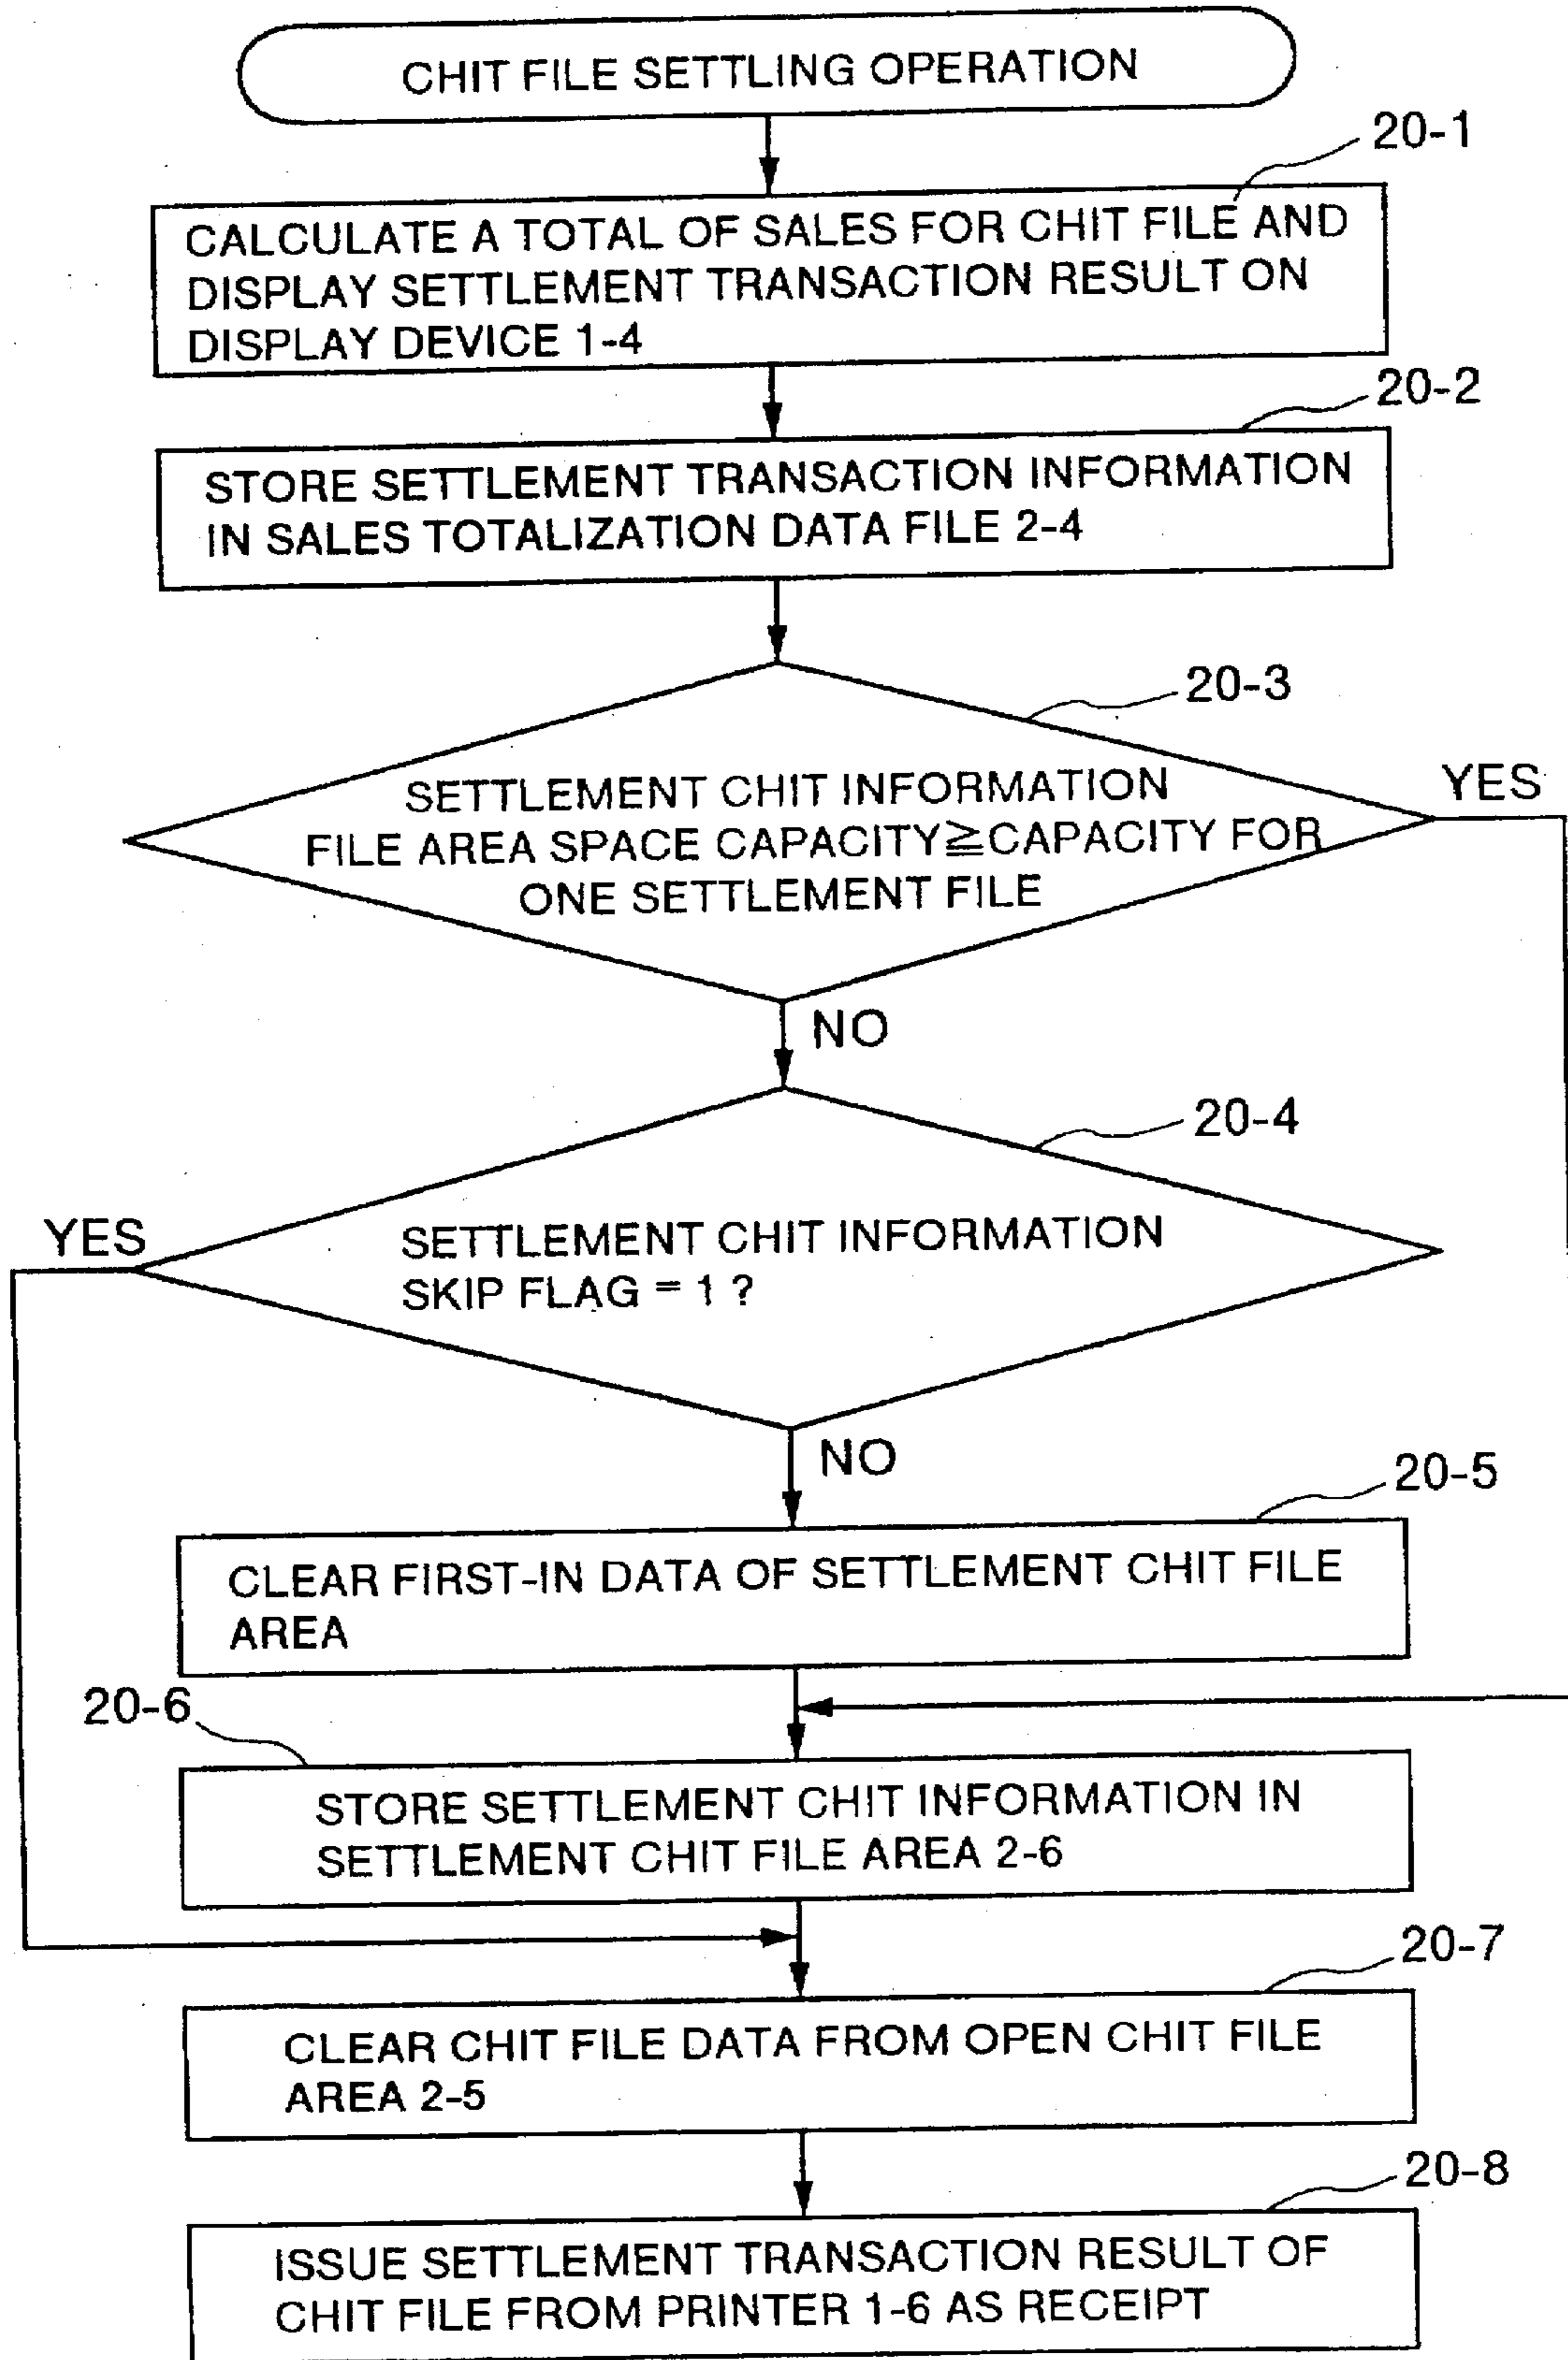 CHIT FILE SETTLING OPERATION
20-1
CALCULATE A TOTAL OF SALES FOR CHIT FILE AND
DISPLAY SETTLEMENT TRANSACTION RESULT ON
DISPLAY DEVICE 1-4
20-2
STORE SETTLEMENT TRANSACTION INFORMATION
IN SALES TOTALIZATION DATA FILE 2-4
20-3
SETTLEMENT CHIT INFORMATION
FILE AREA SPACE CAPACITY≧CAPACITY FOR
ONE SETTLEMENT FILE
YES
NO
20-4
YES
SETTLEMENT CHIT INFORMATION
SKIP FLAG = 1 ?
NO
20-5
CLEAR FIRST-IN DATA OF SETTLEMENT CHIT FILE
AREA
20-6
STORE SETTLEMENT CHIT INFORMATION IN
SETTLEMENT CHIT FILE AREA 2-6
20-7
CLEAR CHIT FILE DATA FROM OPEN CHIT FILE
AREA 2-5
20-8
ISSUE SETTLEMENT TRANSACTION RESULT OF
CHIT FILE FROM PRINTER 1-6 AS RECEIPT